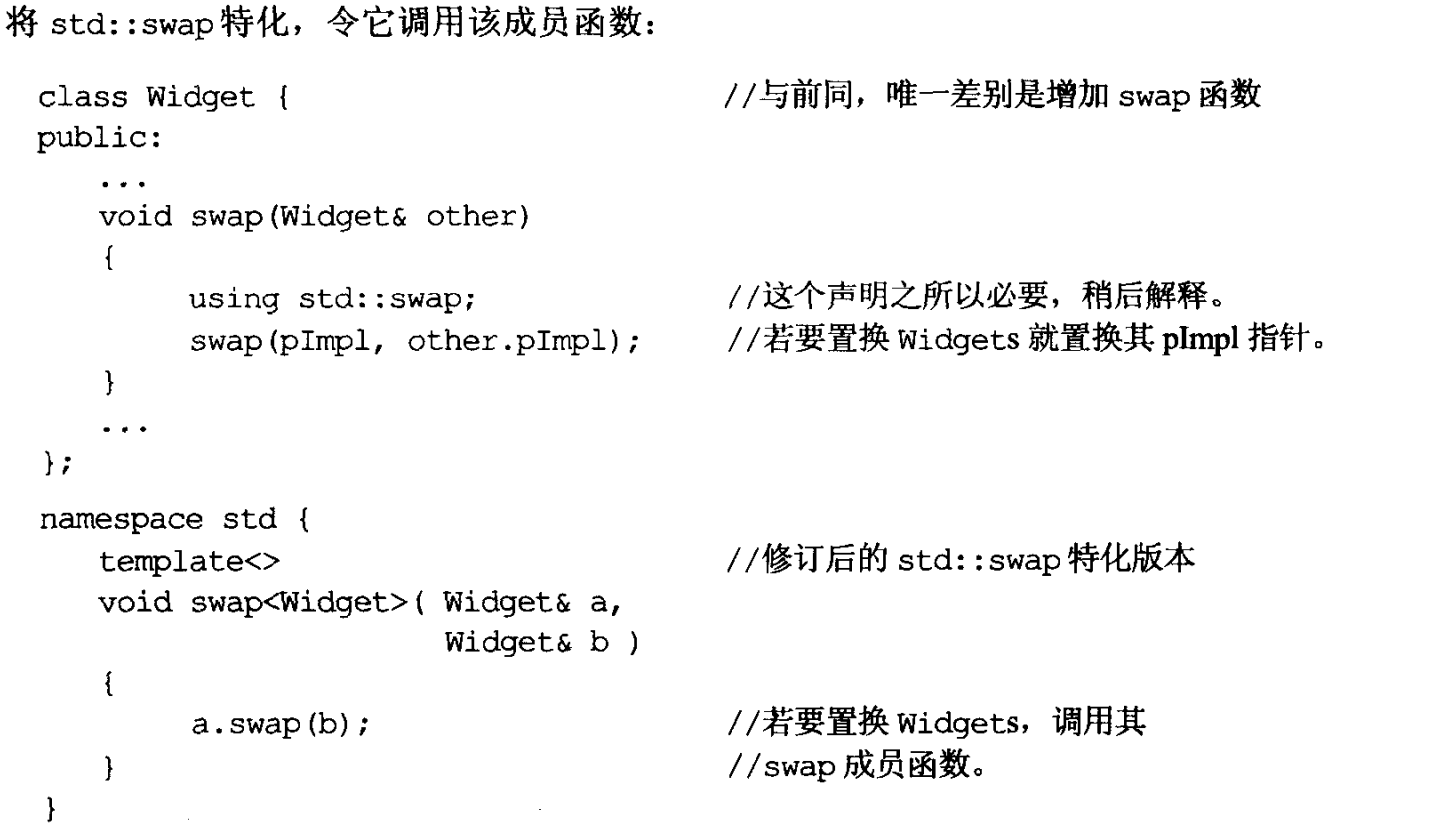 将 std::swap特化，令它调用该成员函数：
class Widget { //与前同，唯一差别是增加 swap 函数
public:
...
void swap(Widget& other)
{
using std::swap; //这个声明之所以必要，稍后解释。
swap(pImpl, other.pImpl); //若要置换 Widgets 就置换其 pImpl 指针。
}
...
};
namespace std {
template<> //修订后的 std::swap 特化版本
void swap<Widget>( Widget& a,
Widget& b )
{
a.swap(b); //若要置换 Widgets，调用其
} //swap 成员函数。
}